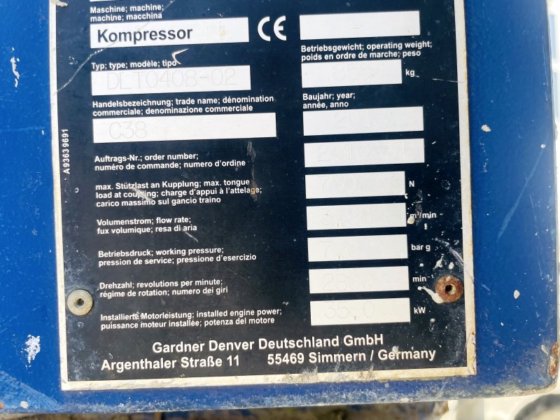 Maschine; machine;
machine; macchina
Kompressor
CE
Betriebsgewicht; operating weight;
poids en ordre de marche; peso
kg
Typ; type; modèle; tipo
DLT0408-02
Baujahr; year;
année, anno
Handelsbezeichnung; trade name; dénomination
commerciale; denominazione commerciale
C38
Auftrags-Nr.; order number;
numéro de commande; numero d'ordine
max. Stützlast an Kupplung; max. tongue
load at coupling; charge d'appui à l'attelage;
carico massimo sul gancio traino
N
Volumenstrom; flow rate;
fux volumique; resa di aria
m³/min
Betriebsdruck; working pressure;
pression de service; pressione d'esercizio
bar g
Drehzahl; revolutions per minute;
régime de rotation; numero dei giri
min
Installierte Motorleistung; installed engine power;
puissance moteur installée; potenza del motore
kW
Gardner Denver Deutschland GmbH
Argenthaler Straße 11 55469 Simmern / Germany
A93639691